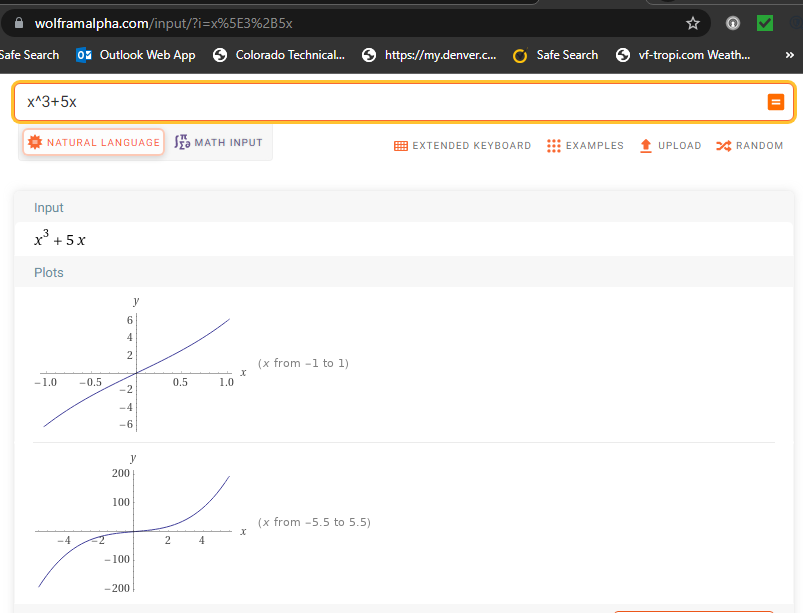 wolframalpha.com/input/?i=x%5E3%2B5x
Safe Search Outlook Web App Colorado Technical... https://my.denver.c... Safe Search vf-tropi.com Weath... »
x^3+5x
NATURAL LANGUAGE MATH INPUT EXTENDED KEYBOARD EXAMPLES UPLOAD RANDOM
Input
x³ + 5 x
Plots
y
6
4
2
(x from −1 to 1)
x
−1.0 −0.5 0.5 1.0
−2
−4
−6
y
200
100
(x from −5.5 to 5.5)
x
−4 −2 2 4
−100
−200